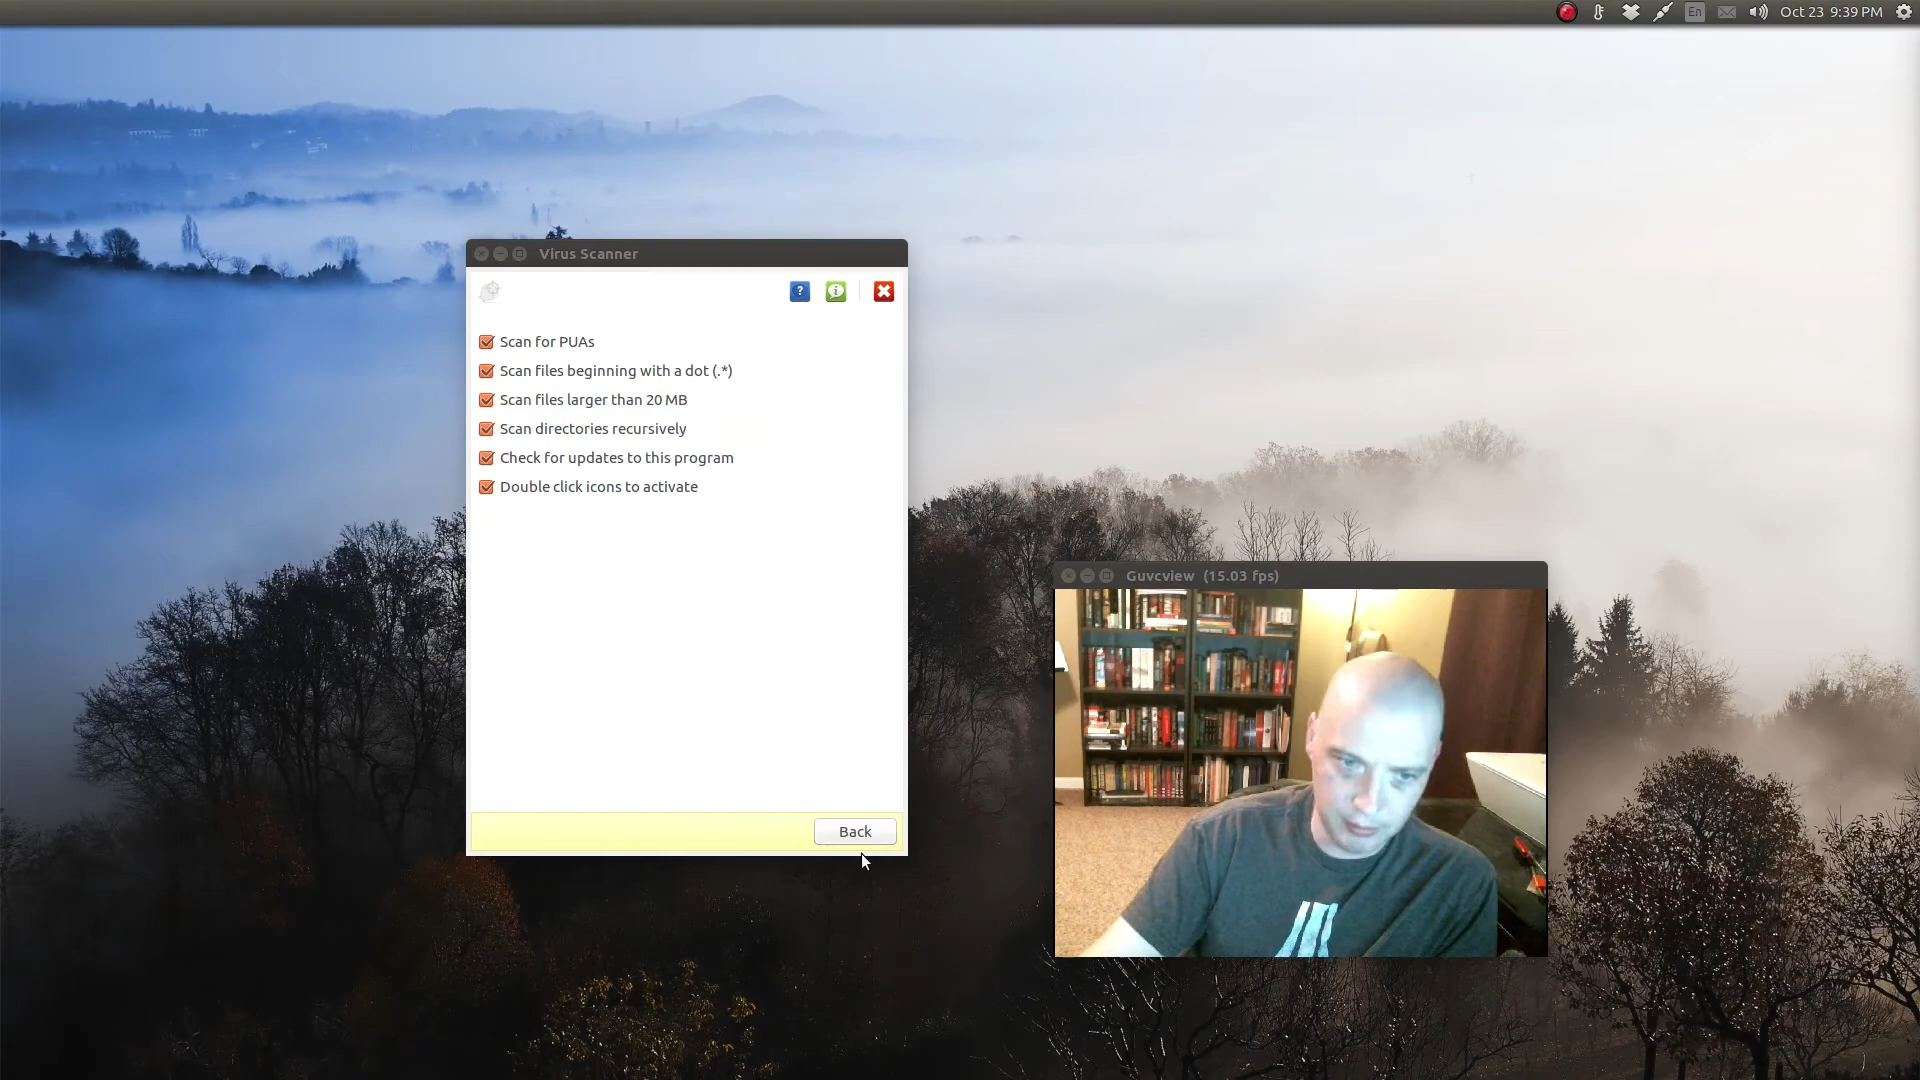 En Oct 23 9:39 PM
Virus Scanner
Scan for PUAs
Scan files beginning with a dot (.*)
Scan files larger than 20 MB
Scan directories recursively
Check for updates to this program
Double click icons to activate
Back
Guvcview (15.03 fps)